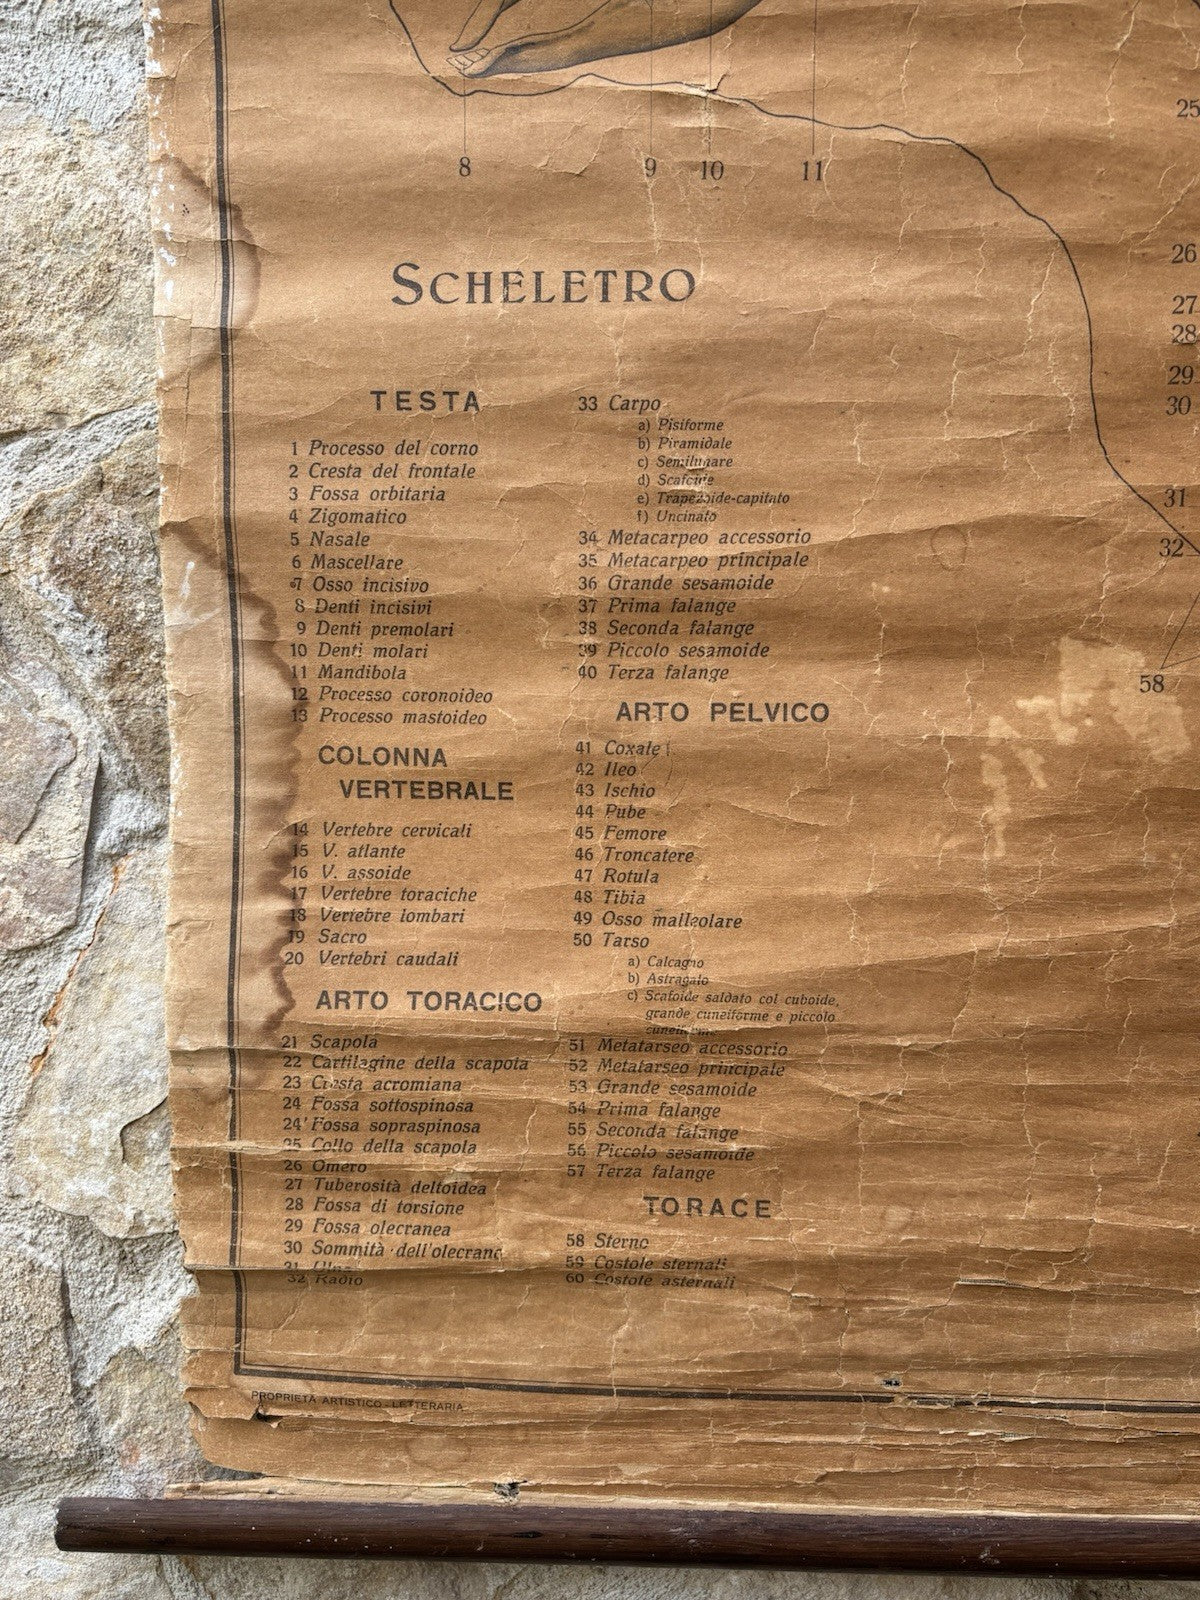 8 9 10 11
25
26
27
28
29
30
31
32
58
SCHELETRO
TESTA
1 Processo del corno
2 Cresta del frontale
3 Fossa orbitaria
4 Zigomatico
5 Nasale
6 Mascellare
7 Osso incisivo
8 Denti incisivi
9 Denti premolari
10 Denti molari
11 Mandibola
12 Processo coronoideo
13 Processo mastoideo
COLONNA
VERTEBRALE
14 Vertebre cervicali
15 V. atlante
16 V. assoide
17 Vertebre toraciche
18 Vertebre lombari
19 Sacro
20 Vertebri caudali
ARTO TORACICO
21 Scapola
22 Cartilagine della scapola
23 Cresta acromiana
24 Fossa sottospinosa
24' Fossa sopraspinosa
25 Collo della scapola
26 Omero
27 Tuberosità deltoidea
28 Fossa di torsione
29 Fossa olecranea
30 Sommità dell'olecrano
31 Ulna
32 Radio
33 Carpo
a) Pisiforme
b) Piramidale
c) Semilunare
d) Scafoide
e) Trapezoide-capitato
f) Uncinato
34 Metacarpeo accessorio
35 Metacarpeo principale
36 Grande sesamoide
37 Prima falange
38 Seconda falange
39 Piccolo sesamoide
40 Terza falange
ARTO PELVICO
41 Coxale
42 Ileo
43 Ischio
44 Pube
45 Femore
46 Troncatere
47 Rotula
48 Tibia
49 Osso malleolare
50 Tarso
a) Calcagno
b) Astragalo
c) Scafoide saldato col cuboide,
grande cuneiforme e piccolo
cuneiforme
51 Metatarseo accessorio
52 Metatarseo principale
53 Grande sesamoide
54 Prima falange
55 Seconda falange
56 Piccolo sesamoide
57 Terza falange
TORACE
58 Sterno
59 Costole sternali
60 Costole asternali
PROPRIETÀ ARTISTICO - LETTERARIA